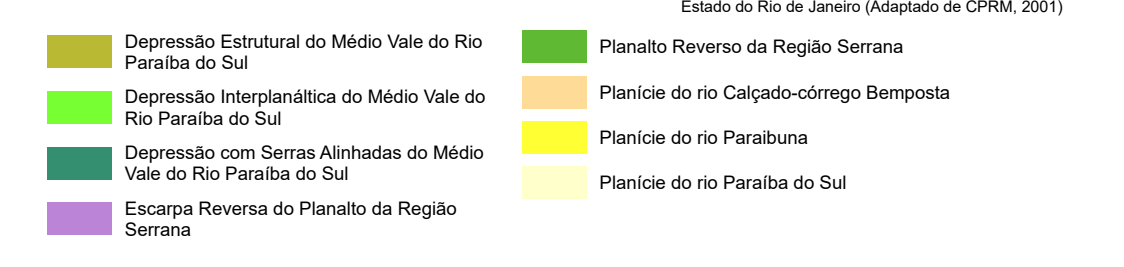 Estado do Rio de Janeiro (Adaptado de CPRM, 2001)
Depressão Estrutural do Médio Vale do Rio
Paraíba do Sul
Depressão Interplanáltica do Médio Vale do
Rio Paraíba do Sul
Depressão com Serras Alinhadas do Médio
Vale do Rio Paraíba do Sul
Escarpa Reversa do Planalto da Região
Serrana
Planalto Reverso da Região Serrana
Planície do rio Calçado-córrego Bemposta
Planície do rio Paraibuna
Planície do rio Paraíba do Sul